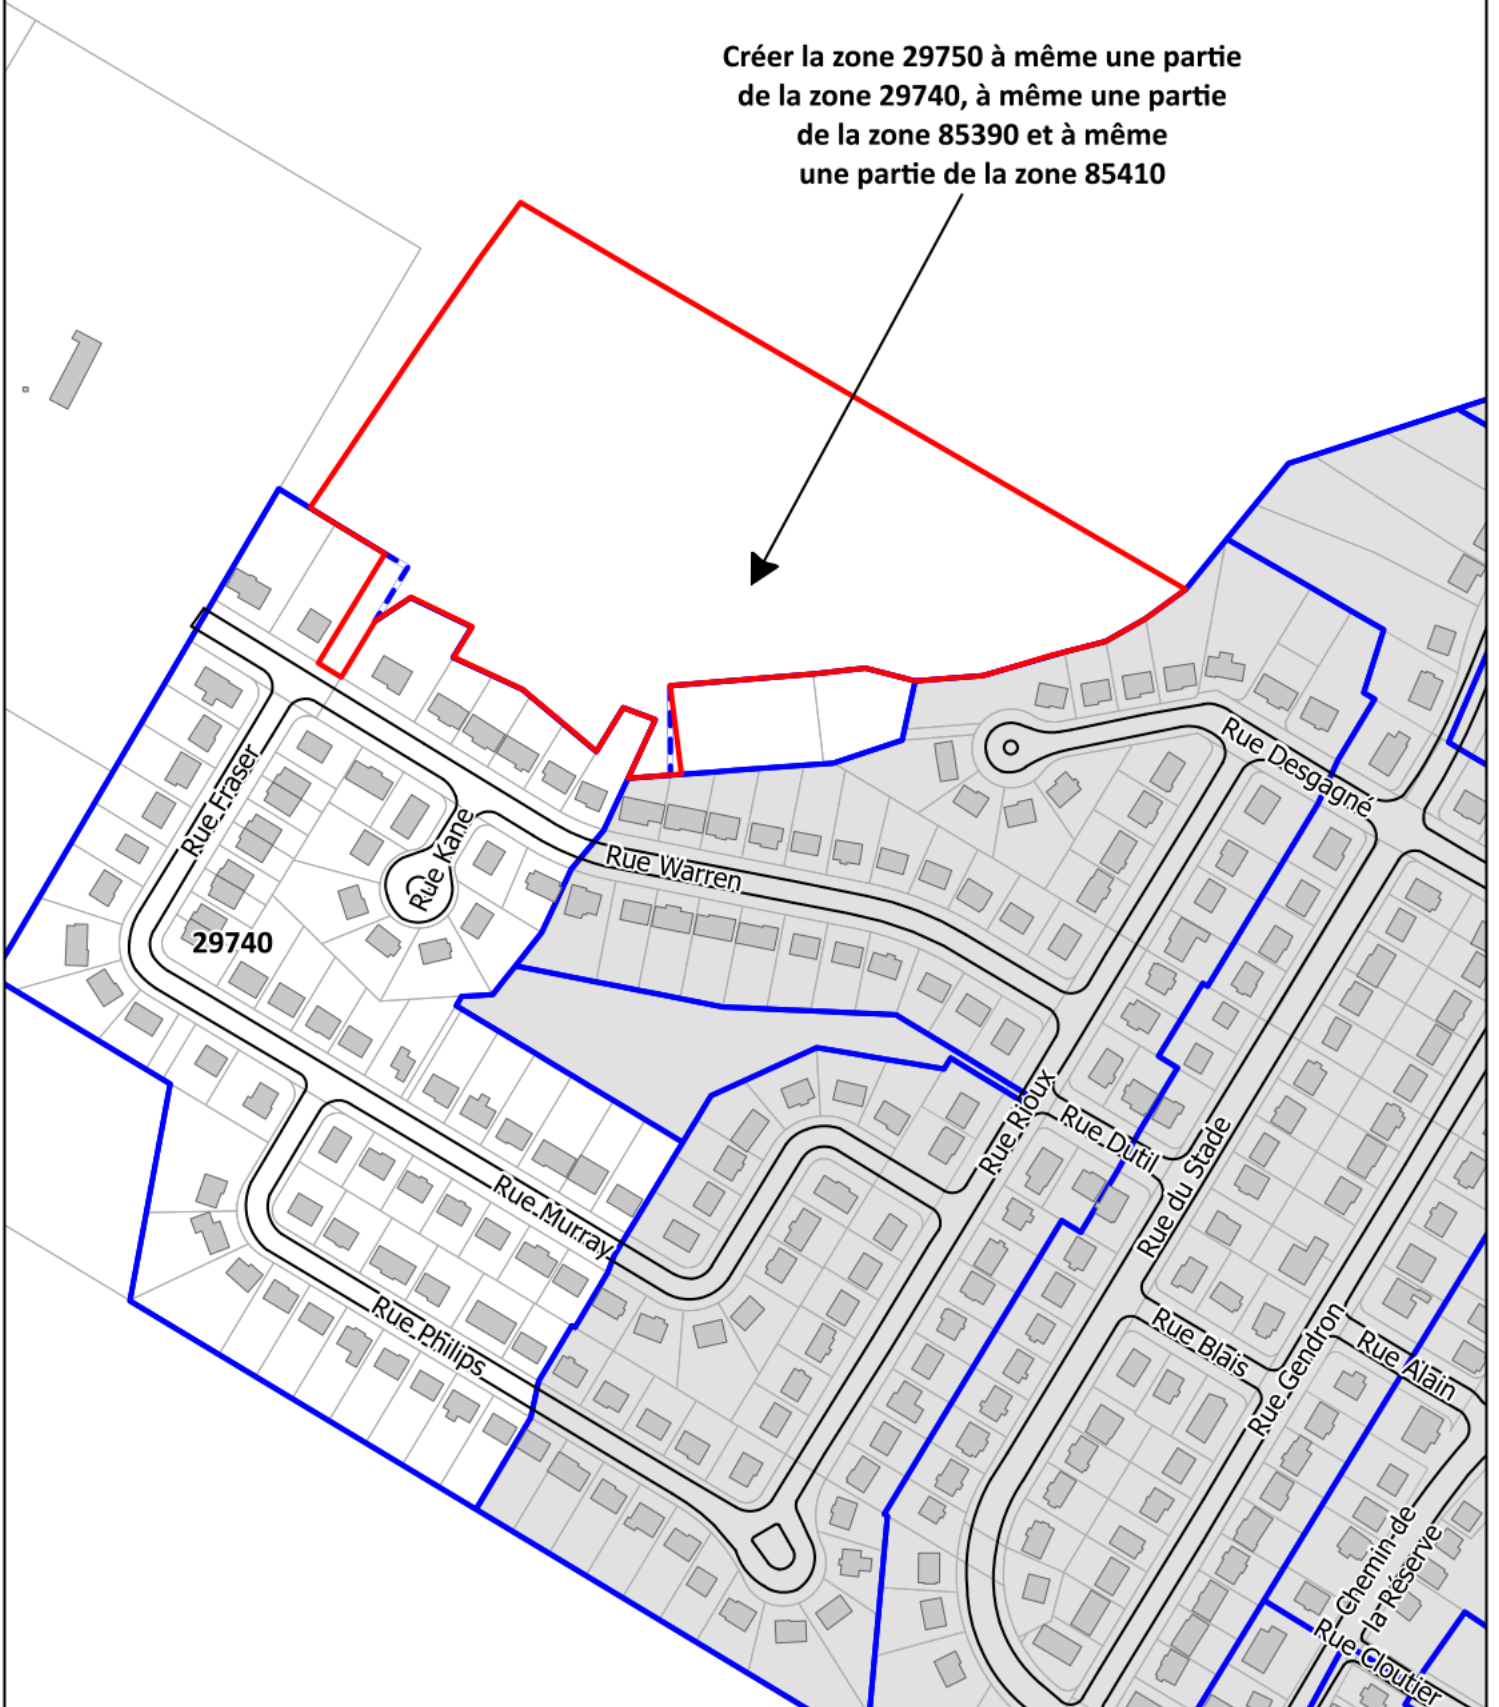 Créer la zone 29750 à même une partie
de la zone 29740, à même une partie
de la zone 85390 et à même
une partie de la zone 85410
Rue Desgagné
Rue Fraser
Rue Kane
Rue Warren
29740
Rue Rioux
Rue Dutil
Rue du Stade
Rue Murray
Rue Philips
Rue Blais
Rue Gendron
Rue Alain
Chemin-de
la-Réserve
Rue Cloutier